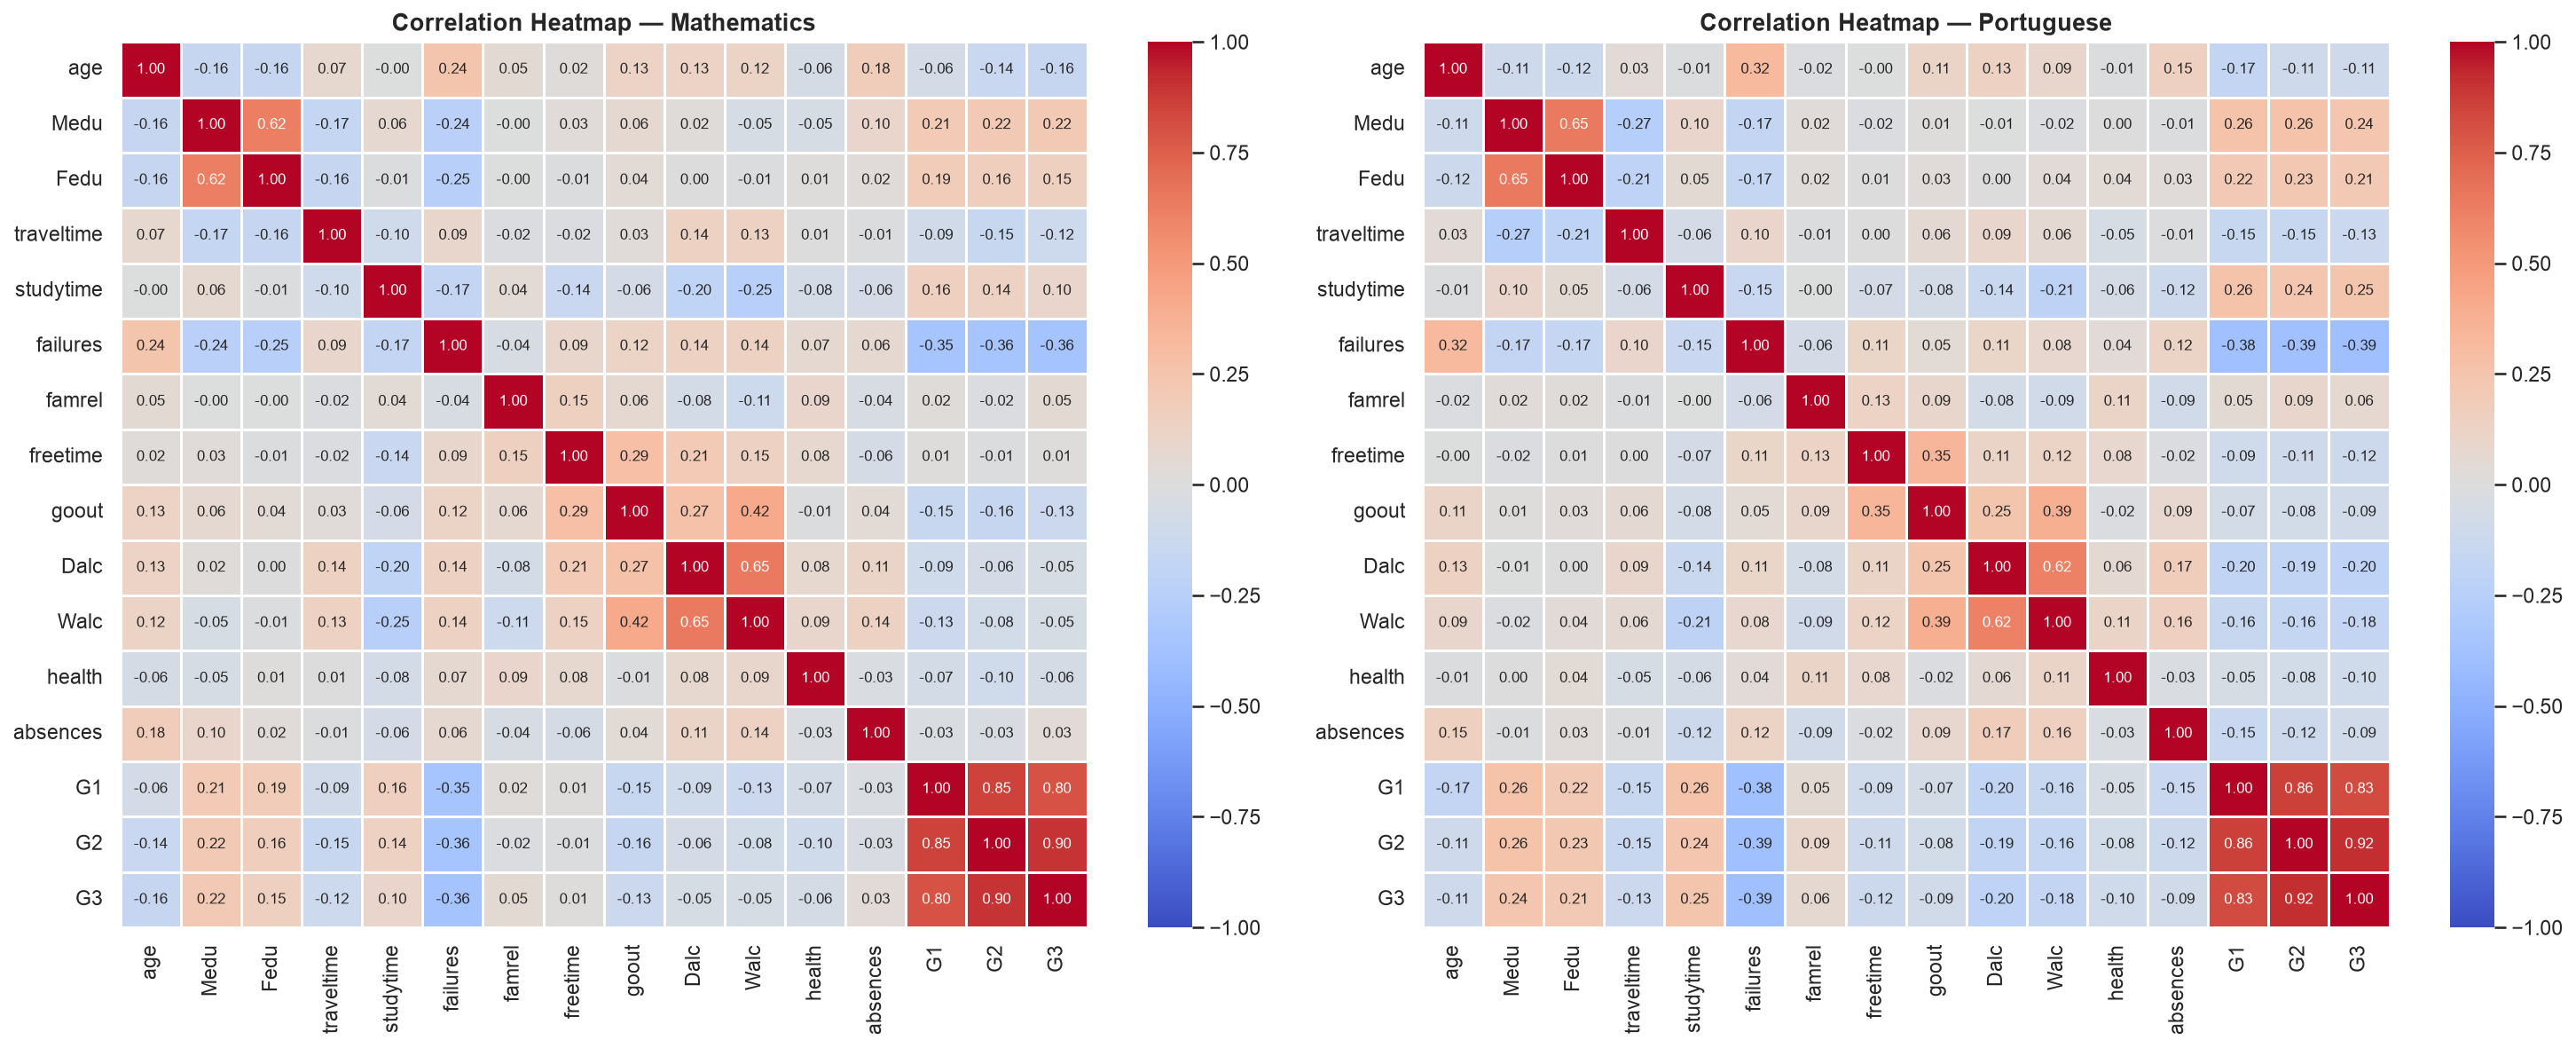 Correlation Heatmap — Mathematics
age 1.00 -0.16 -0.16 0.07 -0.00 0.24 0.05 0.02 0.13 0.13 0.12 -0.06 0.18 -0.06 -0.14 -0.16
Medu -0.16 1.00 0.62 -0.17 0.06 -0.24 -0.00 0.03 0.06 0.02 -0.05 -0.05 0.10 0.21 0.22 0.22
Fedu -0.16 0.62 1.00 -0.16 -0.01 -0.25 -0.00 -0.01 0.04 0.00 -0.01 0.01 0.02 0.19 0.16 0.15
traveltime 0.07 -0.17 -0.16 1.00 -0.10 0.09 -0.02 -0.02 0.03 0.14 0.13 0.01 -0.01 -0.09 -0.15 -0.12
studytime -0.00 0.06 -0.01 -0.10 1.00 -0.17 0.04 -0.14 -0.06 -0.20 -0.25 -0.08 -0.06 0.16 0.14 0.10
failures 0.24 -0.24 -0.25 0.09 -0.17 1.00 -0.04 0.09 0.12 0.14 0.14 0.07 0.06 -0.35 -0.36 -0.36
famrel 0.05 -0.00 -0.00 -0.02 0.04 -0.04 1.00 0.15 0.06 -0.08 -0.11 0.09 -0.04 0.02 -0.02 0.05
freetime 0.02 0.03 -0.01 -0.02 -0.14 0.09 0.15 1.00 0.29 0.21 0.15 0.08 -0.06 0.01 -0.01 0.01
goout 0.13 0.06 0.04 0.03 -0.06 0.12 0.06 0.29 1.00 0.27 0.42 -0.01 0.04 -0.15 -0.16 -0.13
Dalc 0.13 0.02 0.00 0.14 -0.20 0.14 -0.08 0.21 0.27 1.00 0.65 0.08 0.11 -0.09 -0.06 -0.05
Walc 0.12 -0.05 -0.01 0.13 -0.25 0.14 -0.11 0.15 0.42 0.65 1.00 0.09 0.14 -0.13 -0.08 -0.05
health -0.06 -0.05 0.01 0.01 -0.08 0.07 0.09 0.08 -0.01 0.08 0.09 1.00 -0.03 -0.07 -0.10 -0.06
absences 0.18 0.10 0.02 -0.01 -0.06 0.06 -0.04 -0.06 0.04 0.11 0.14 -0.03 1.00 -0.03 -0.03 0.03
G1 -0.06 0.21 0.19 -0.09 0.16 -0.35 0.02 0.01 -0.15 -0.09 -0.13 -0.07 -0.03 1.00 0.85 0.80
G2 -0.14 0.22 0.16 -0.15 0.14 -0.36 -0.02 -0.01 -0.16 -0.06 -0.08 -0.10 -0.03 0.85 1.00 0.90
G3 -0.16 0.22 0.15 -0.12 0.10 -0.36 0.05 0.01 -0.13 -0.05 -0.05 -0.06 0.03 0.80 0.90 1.00
age Medu Fedu traveltime studytime failures famrel freetime goout Dalc Walc health absences G1 G2 G3
1.00
0.75
0.50
0.25
0.00
−0.25
−0.50
−0.75
−1.00
Correlation Heatmap — Portuguese
age 1.00 -0.11 -0.12 0.03 -0.01 0.32 -0.02 -0.00 0.11 0.13 0.09 -0.01 0.15 -0.17 -0.11 -0.11
Medu -0.11 1.00 0.65 -0.27 0.10 -0.17 0.02 -0.02 0.01 -0.01 -0.02 0.00 -0.01 0.26 0.26 0.24
Fedu -0.12 0.65 1.00 -0.21 0.05 -0.17 0.02 0.01 0.03 0.00 0.04 0.04 0.03 0.22 0.23 0.21
traveltime 0.03 -0.27 -0.21 1.00 -0.06 0.10 -0.01 0.00 0.06 0.09 0.06 -0.05 -0.01 -0.15 -0.15 -0.13
studytime -0.01 0.10 0.05 -0.06 1.00 -0.15 -0.00 -0.07 -0.08 -0.14 -0.21 -0.06 -0.12 0.26 0.24 0.25
failures 0.32 -0.17 -0.17 0.10 -0.15 1.00 -0.06 0.11 0.05 0.11 0.08 0.04 0.12 -0.38 -0.39 -0.39
famrel -0.02 0.02 0.02 -0.01 -0.00 -0.06 1.00 0.13 0.09 -0.08 -0.09 0.11 -0.09 0.05 0.09 0.06
freetime -0.00 -0.02 0.01 0.00 -0.07 0.11 0.13 1.00 0.35 0.11 0.12 0.08 -0.02 -0.09 -0.11 -0.12
goout 0.11 0.01 0.03 0.06 -0.08 0.05 0.09 0.35 1.00 0.25 0.39 -0.02 0.09 -0.07 -0.08 -0.09
Dalc 0.13 -0.01 0.00 0.09 -0.14 0.11 -0.08 0.11 0.25 1.00 0.62 0.06 0.17 -0.20 -0.19 -0.20
Walc 0.09 -0.02 0.04 0.06 -0.21 0.08 -0.09 0.12 0.39 0.62 1.00 0.11 0.16 -0.16 -0.16 -0.18
health -0.01 0.00 0.04 -0.05 -0.06 0.04 0.11 0.08 -0.02 0.06 0.11 1.00 -0.03 -0.05 -0.08 -0.10
absences 0.15 -0.01 0.03 -0.01 -0.12 0.12 -0.09 -0.02 0.09 0.17 0.16 -0.03 1.00 -0.15 -0.12 -0.09
G1 -0.17 0.26 0.22 -0.15 0.26 -0.38 0.05 -0.09 -0.07 -0.20 -0.16 -0.05 -0.15 1.00 0.86 0.83
G2 -0.11 0.26 0.23 -0.15 0.24 -0.39 0.09 -0.11 -0.08 -0.19 -0.16 -0.08 -0.12 0.86 1.00 0.92
G3 -0.11 0.24 0.21 -0.13 0.25 -0.39 0.06 -0.12 -0.09 -0.20 -0.18 -0.10 -0.09 0.83 0.92 1.00
age Medu Fedu traveltime studytime failures famrel freetime goout Dalc Walc health absences G1 G2 G3
1.00
0.75
0.50
0.25
0.00
−0.25
−0.50
−0.75
−1.00